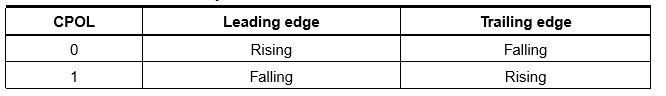 CPOL Leading edge Trailing edge
0 Rising Falling
1 Falling Rising